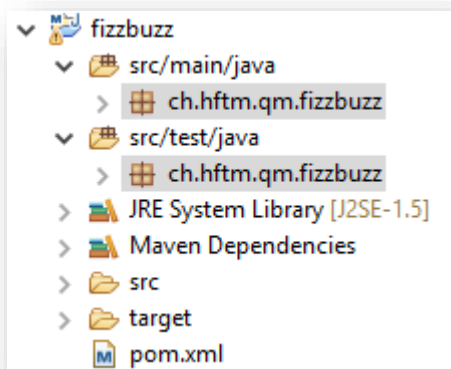 fizzbuzz
src/main/java
ch.hftm.qm.fizzbuzz
src/test/java
ch.hftm.qm.fizzbuzz
JRE System Library [J2SE-1.5]
Maven Dependencies
src
target
pom.xml